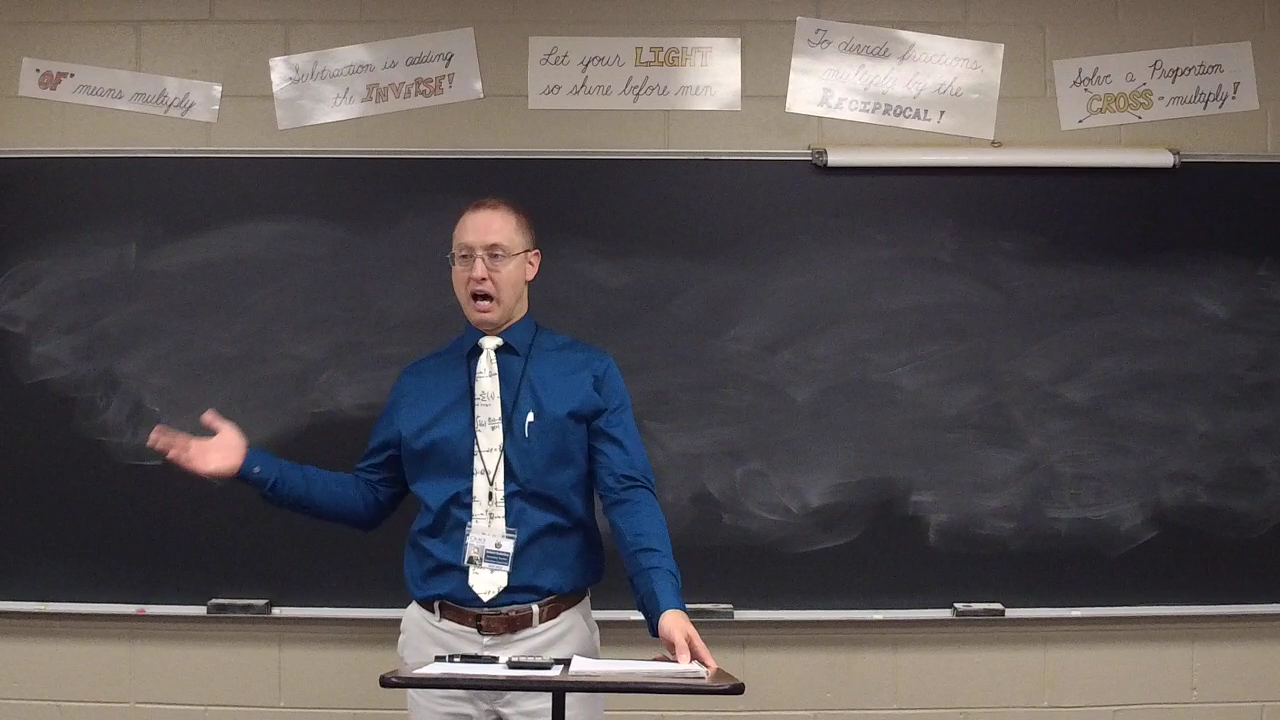 "OF" means multiply
Subtraction is adding
the INVERSE!
Let your LIGHT
so shine before men
To divide fractions,
multiply by the
RECIPROCAL!
Solve a Proportion
CROSS-multiply!